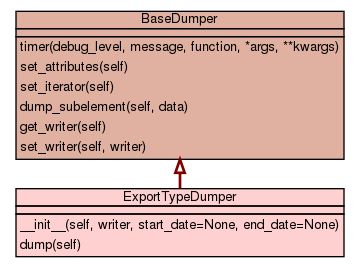 BaseDumper
timer(debug_level, message, function, *args, **kwargs)
set_attributes(self)
set_iterator(self)
dump_subelement(self, data)
get_writer(self)
set_writer(self, writer)
ExportTypeDumper
__init__(self, writer, start_date=None, end_date=None)
dump(self)